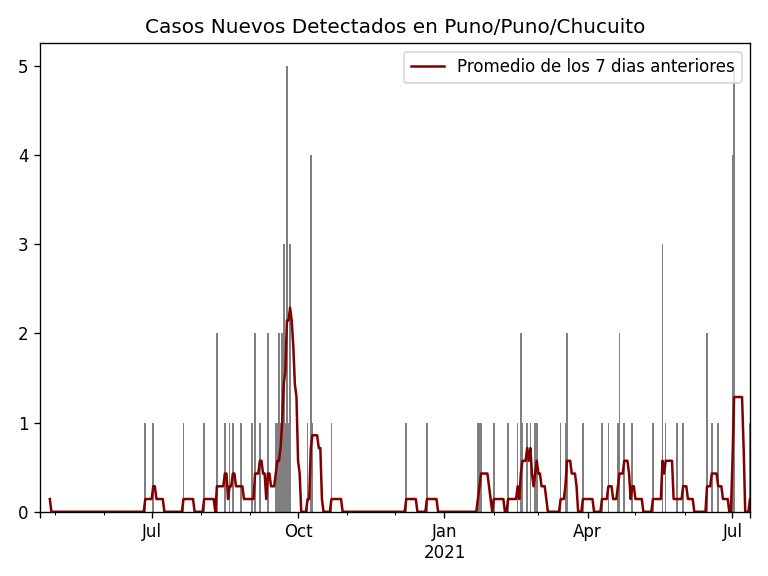 Casos Nuevos Detectados en Puno/Puno/Chucuito
Promedio de los 7 dias anteriores
5
4
3
2
1
0
Jul
Oct
Jan
2021
Apr
Jul